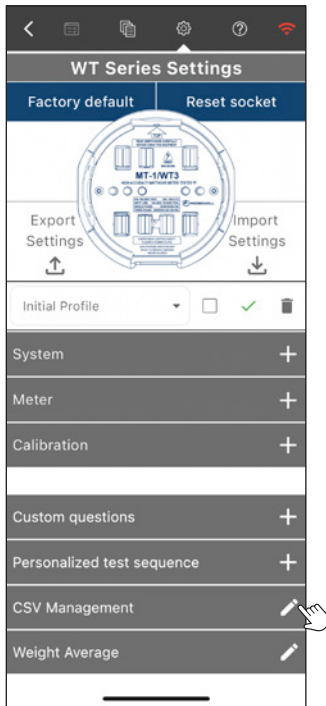 WT Series Settings
Factory default
Reset socket
TOP
MT-1/WT3
Export
Settings
Import
Settings
Initial Profile
System
Meter
Calibration
Custom questions
Personalized test sequence
CSV Management
Weight Average